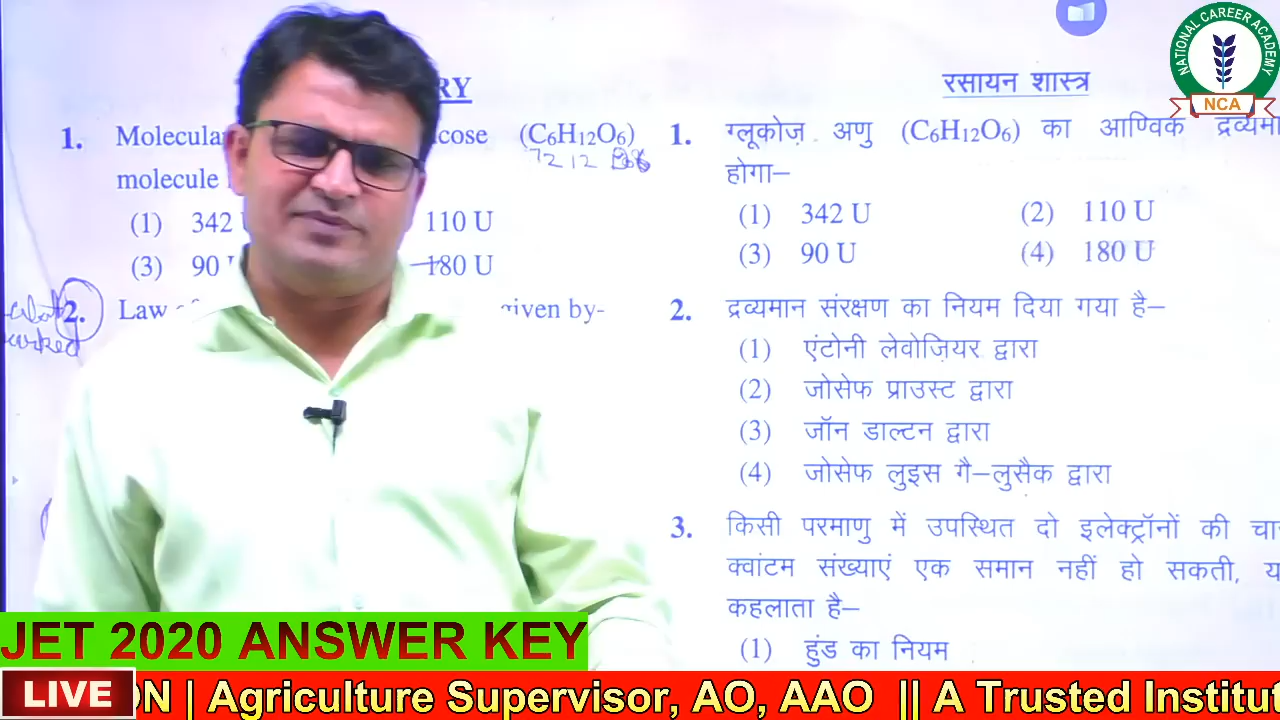 NATIONAL CAREER ACADEMY
NCA
RY
1. Molecular
cose (C₆H₁₂O₆)
72 12
molecule
(1) 342
110 U
(3) 90
180 U
2. Law
given by-
रसायन शास्त्र
1. ग्लूकोज़ अणु (C₆H₁₂O₆) का आण्विक
होगा–
(1) 342 U (2) 110 U
(3) 90 U (4) 180 U
2. द्रव्यमान संरक्षण का नियम दिया गया है–
(1) एंटोनी लेवोज़ियर द्वारा
(2) जोसेफ प्राउस्ट द्वारा
(3) जॉन डाल्टन द्वारा
(4) जोसेफ लुइस गै–लुसैक द्वारा
3. किसी परमाणु में उपस्थित दो इलेक्ट्रॉनों की
क्वांटम संख्याएं एक समान नहीं हो सकती,
कहलाता है–
(1) हुंड का नियम
JET 2020 ANSWER KEY
LIVE
ON | Agriculture Supervisor, AO, AAO || A Trusted